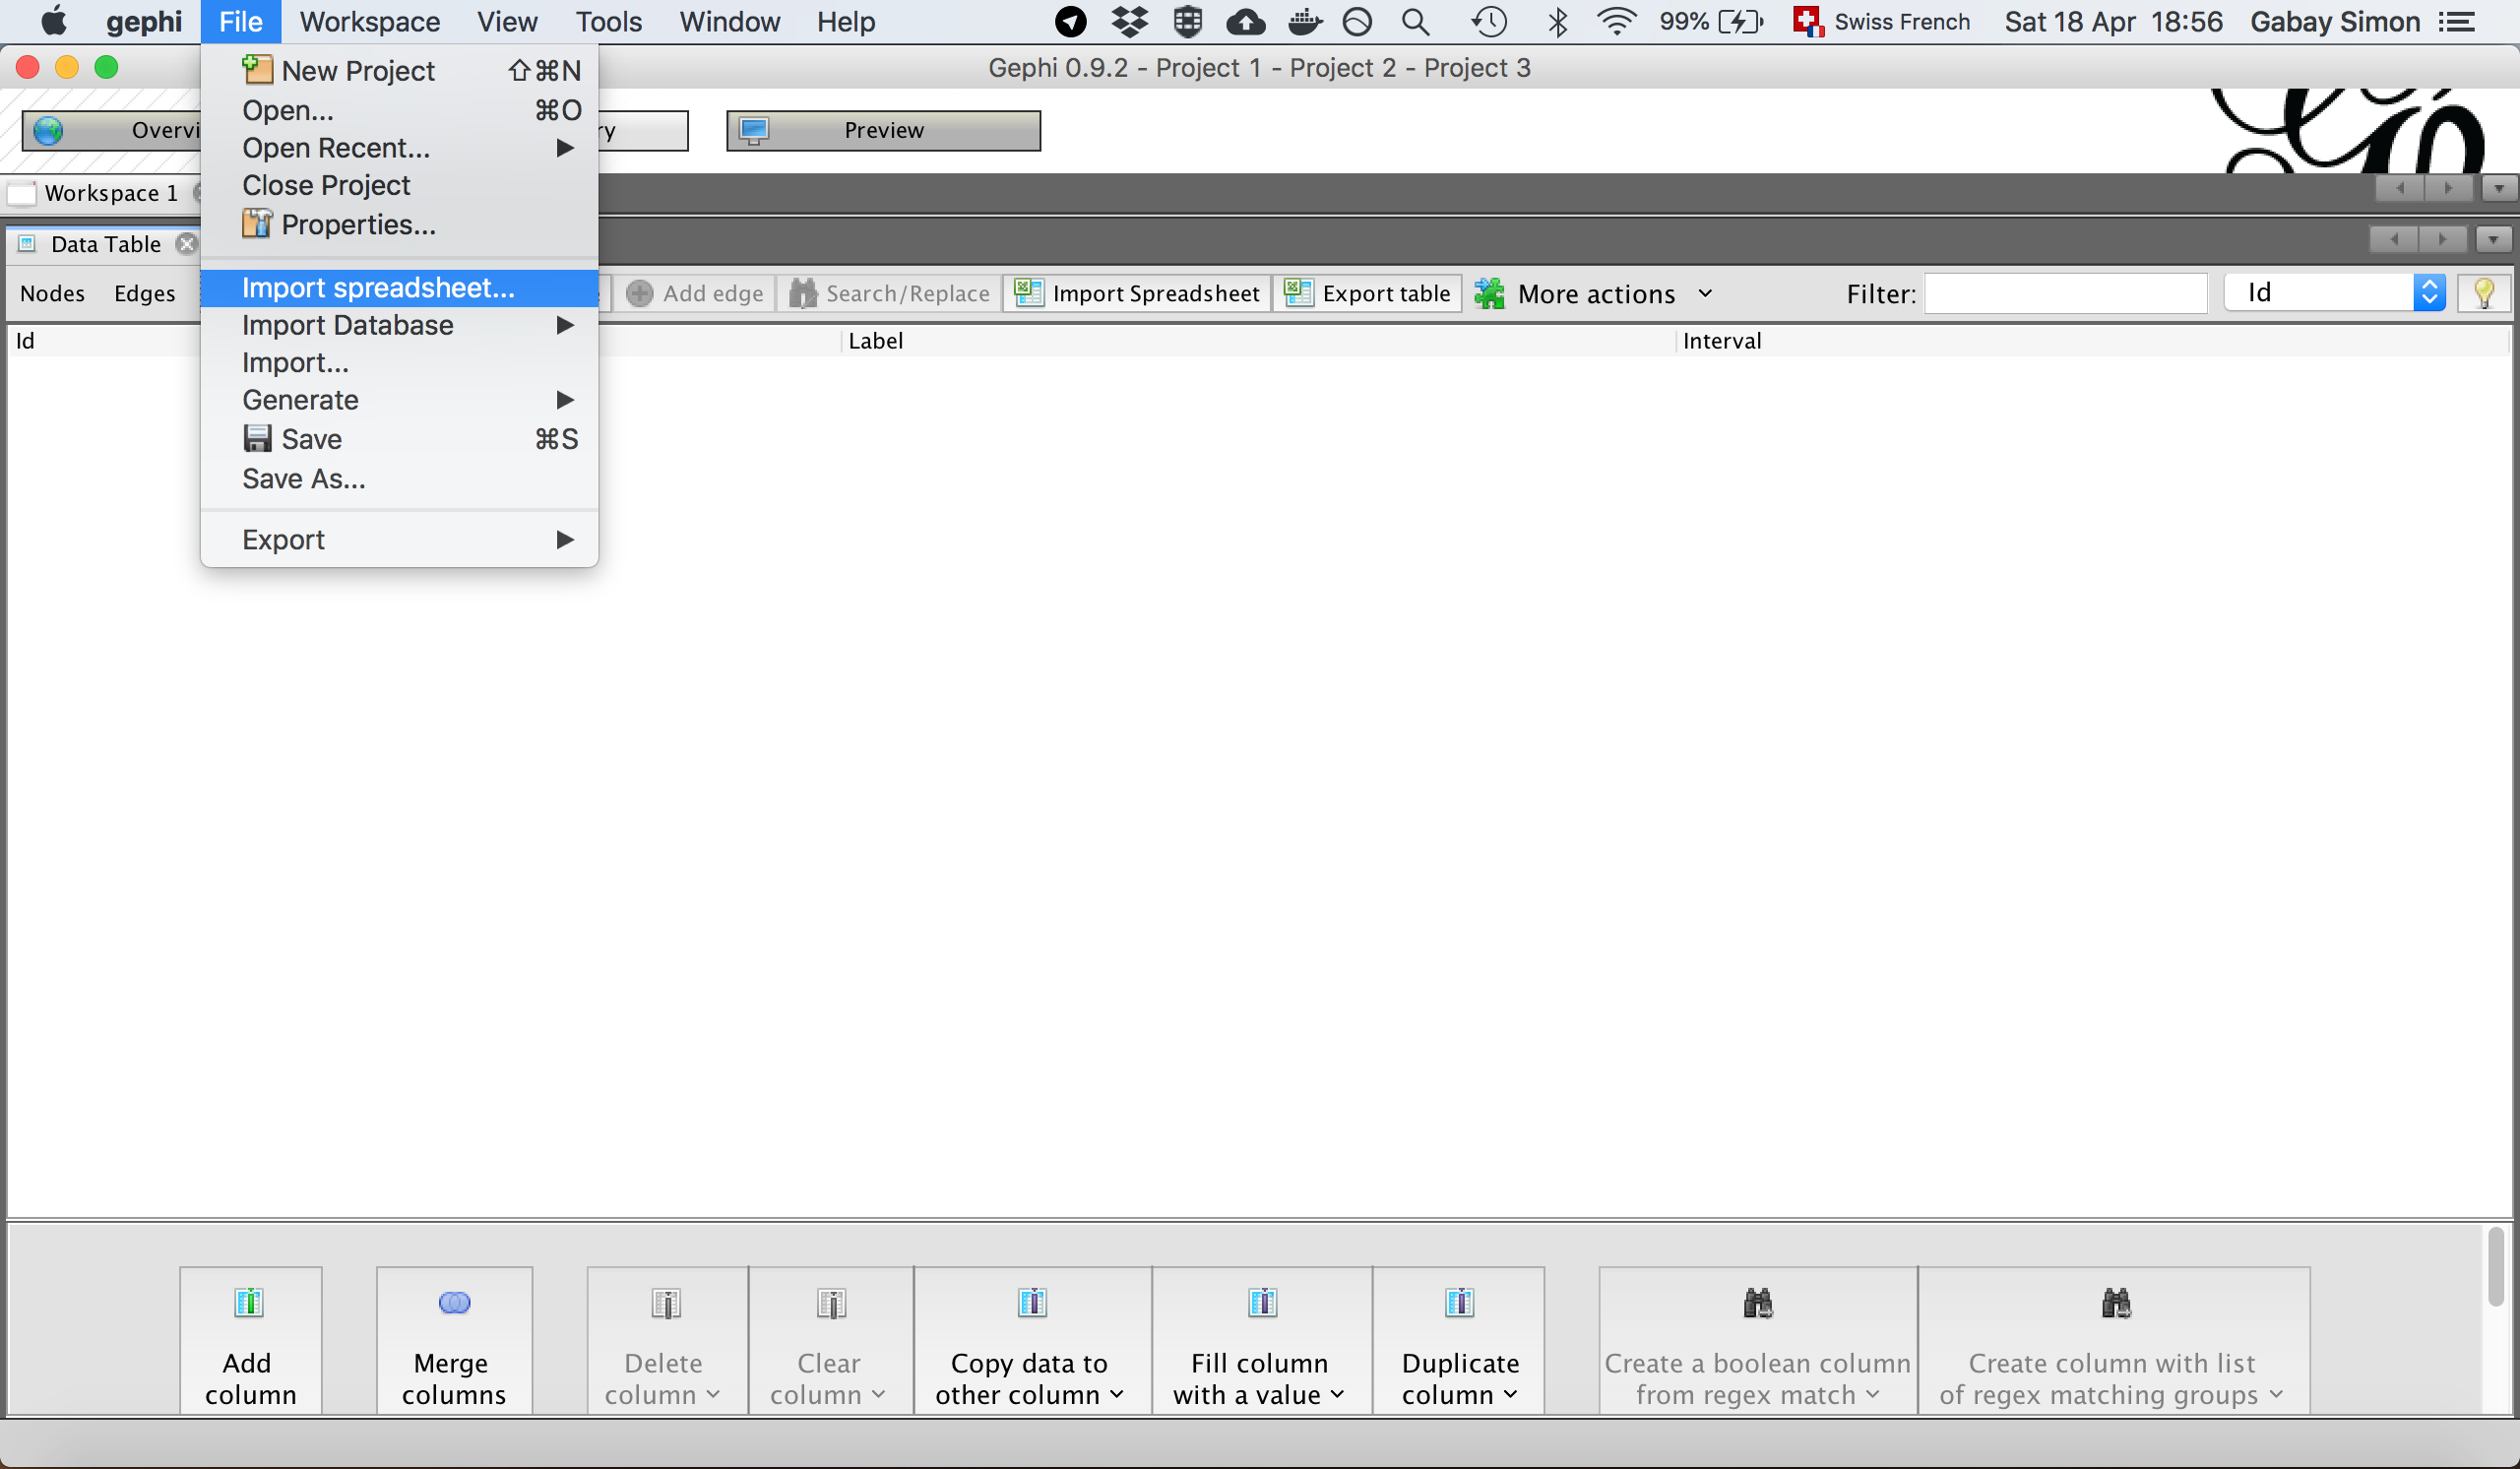 gephi File Workspace View Tools Window Help 99% Swiss French Sat 18 Apr 18:56 Gabay Simon
Gephi 0.9.2 - Project 1 - Project 2 - Project 3
New Project ⇧⌘N
Open... ⌘O
Open Recent...
Close Project
Properties...
Import spreadsheet...
Import Database
Import...
Generate
Save ⌘S
Save As...
Export
Overvi
ry
Preview
Workspace 1
Data Table
Nodes Edges Add edge Search/Replace Import Spreadsheet Export table More actions Filter: Id
Id Label Interval
Add
column
Merge
columns
Delete
column
Clear
column
Copy data to
other column
Fill column
with a value
Duplicate
column
Create a boolean column
from regex match
Create column with list
of regex matching groups